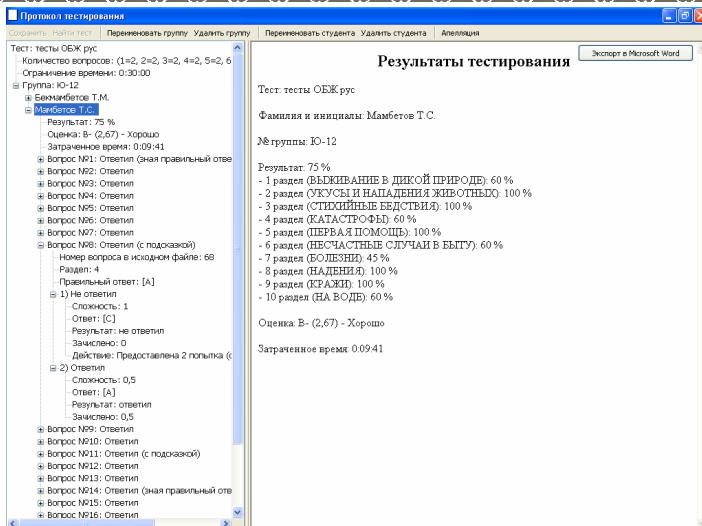 Протокол тестирования
Сохранить Найти тест Переименовать группу Удалить группу Переименовать студента Удалить студента Апелляция
Тест: тесты ОБЖ рус
Количество вопросов: (1=2, 2=2, 3=2, 4=2, 5=2, 6
Ограничение времени: 0:30:00
Группа: Ю-12
Бекмамбетов Т.М.
Мамбетов Т.С.
Результат: 75 %
Оценка: B- (2,67) - Хорошо
Затраченное время: 0:09:41
Вопрос №1: Ответил (зная правильный отве
Вопрос №2: Ответил
Вопрос №3: Ответил
Вопрос №4: Ответил
Вопрос №5: Ответил
Вопрос №6: Ответил
Вопрос №7: Ответил
Вопрос №8: Ответил (с подсказкой)
Номер вопроса в исходном файле: 68
Раздел: 4
Правильный ответ: [A]
1) Не ответил
Сложность: 1
Ответ: [C]
Результат: не ответил
Зачислено: 0
Действие: Предоставлена 2 попытка (с
2) Ответил
Сложность: 0,5
Ответ: [A]
Результат: ответил
Зачислено: 0,5
Вопрос №9: Ответил
Вопрос №10: Ответил
Вопрос №11: Ответил (с подсказкой)
Вопрос №12: Ответил
Вопрос №13: Ответил
Вопрос №14: Ответил (зная правильный отв
Вопрос №15: Ответил
Вопрос №16: Ответил
Экспорт в Microsoft Word
Результаты тестирования
Тест: тесты ОБЖ рус
Фамилия и инициалы: Мамбетов Т.С.
№ группы: Ю-12
Результат: 75 %
- 1 раздел (ВЫЖИВАНИЕ В ДИКОЙ ПРИРОДЕ): 60 %
- 2 раздел (УКУСЫ И НАПАДЕНИЯ ЖИВОТНЫХ): 100 %
- 3 раздел (СТИХИЙНЫЕ БЕДСТВИЯ): 100 %
- 4 раздел (КАТАСТРОФЫ): 60 %
- 5 раздел (ПЕРВАЯ ПОМОЩЬ): 100 %
- 6 раздел (НЕСЧАСТНЫЕ СЛУЧАИ В БЫТУ): 60 %
- 7 раздел (БОЛЕЗНИ): 45 %
- 8 раздел (НАДЕНИЯ): 100 %
- 9 раздел (КРАЖИ): 100 %
- 10 раздел (НА ВОДЕ): 60 %
Оценка: B- (2,67) - Хорошо
Затраченное время: 0:09:41